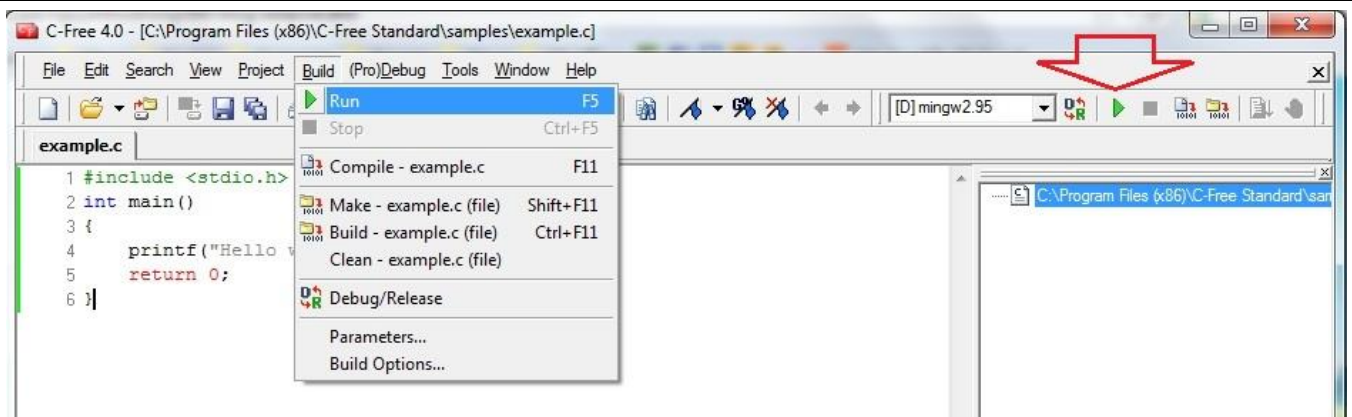 C-Free 4.0 - [C:\Program Files (x86)\C-Free Standard\samples\example.c]
File Edit Search View Project Build (Pro)Debug Tools Window Help
[D] mingw2.95
example.c
Run F5
Stop Ctrl+F5
Compile - example.c F11
Make - example.c (file) Shift+F11
Build - example.c (file) Ctrl+F11
Clean - example.c (file)
Debug/Release
Parameters...
Build Options...
1 #include <stdio.h>
2 int main()
3 {
4 printf("Hello
5 return 0;
6 }
C:\Program Files (x86)\C-Free Standard\sam